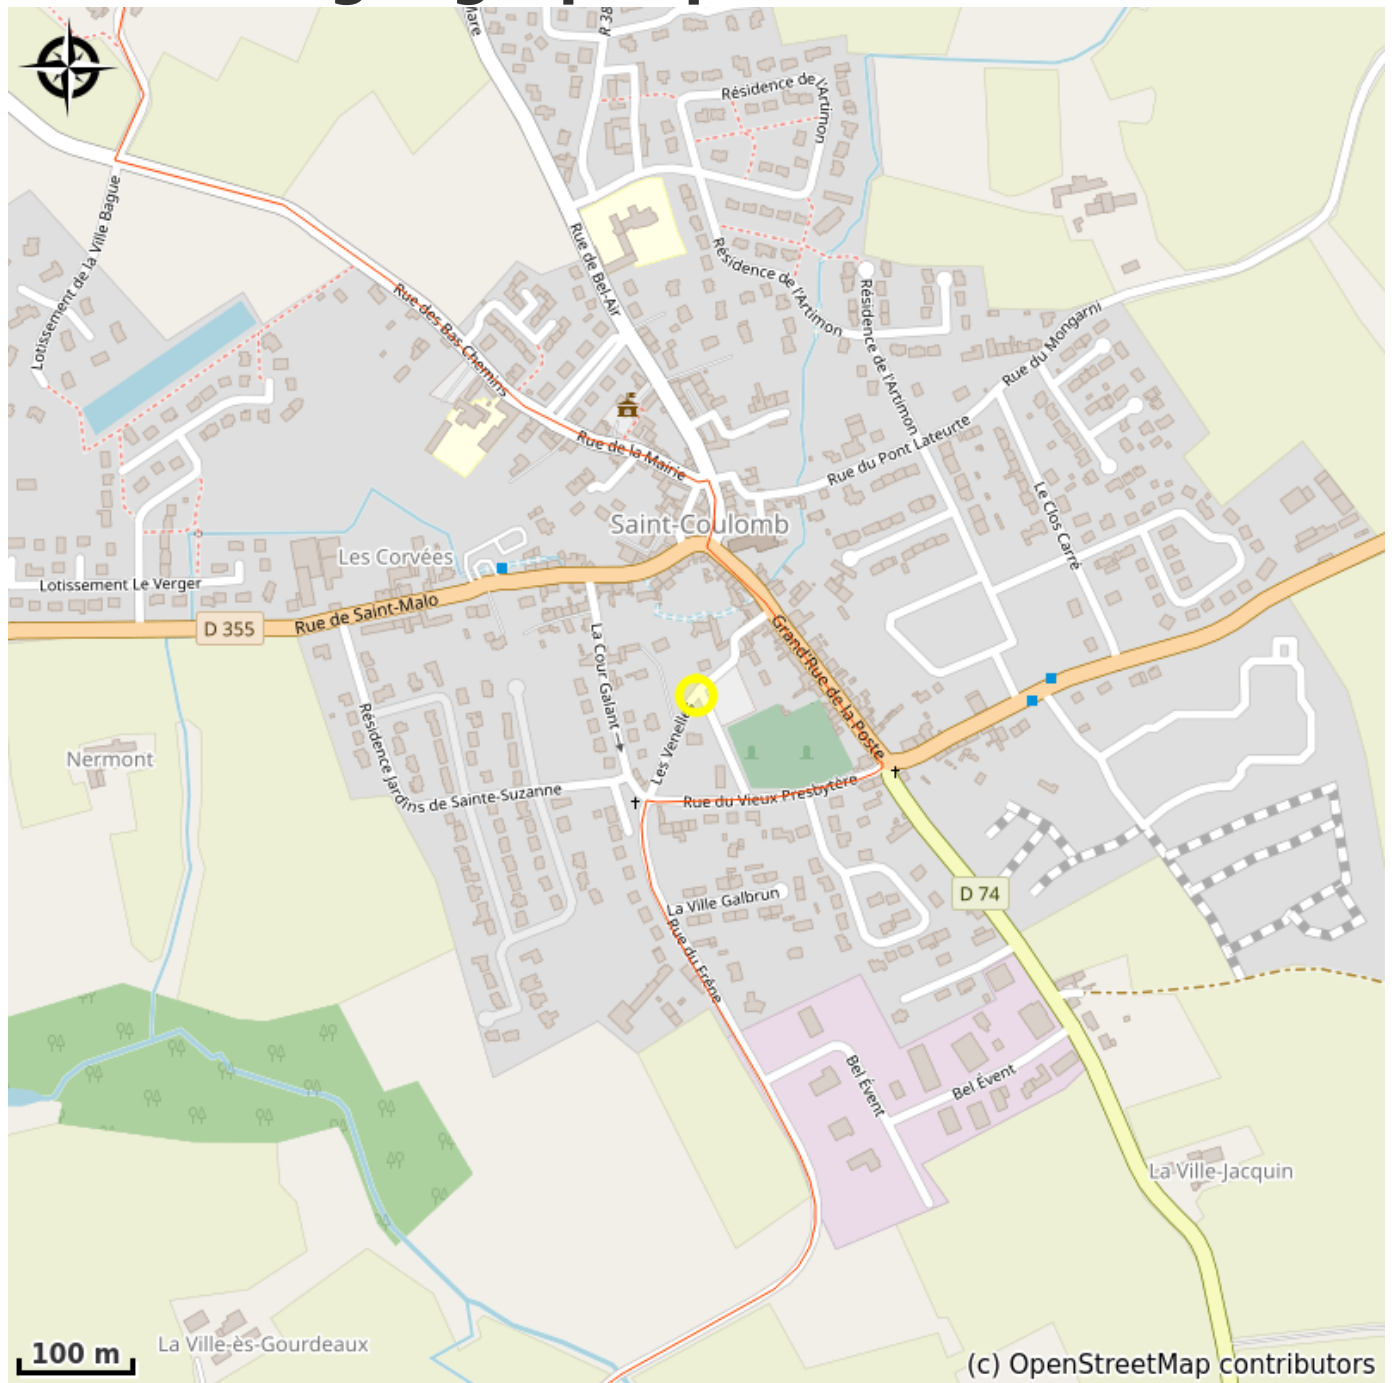 Mare
R 38
Résidence de l'Artimon
Lotissement de la Ville Bague
Rue de Bel-Air
Résidence de l'Artimon
Résidence de l'Artimon
Rue des Bas Chemins
Rue du Mongarni
Rue de la Mairie
Rue du Pont Lateurte
Le Clos Carré
Saint-Coulomb
Les Corvées
Lotissement Le Verger
D 355
Rue de Saint-Malo
La Cour Galant
Grand'Rue de la Poste
Les Venelles
Résidence Jardins de Sainte-Suzanne
Nermont
Rue du Vieux Presbytère
La Ville Galbrun
D 74
Rue du Frêne
Bel Évent
Bel Évent
La Ville-Jacquin
La Ville-ès-Gourdeaux
100 m
(c) OpenStreetMap contributors